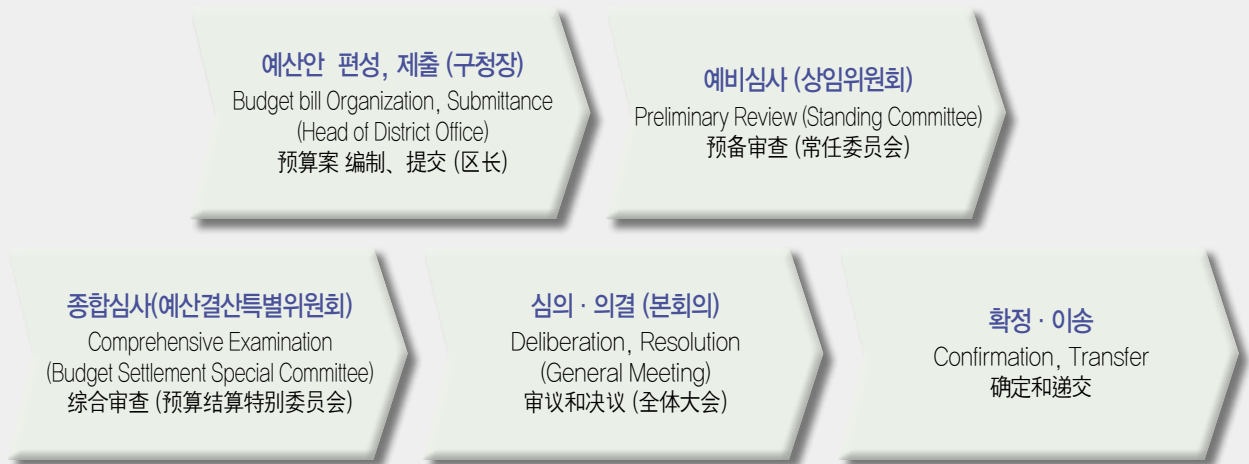 예산안 편성, 제출 (구청장)
Budget bill Organization, Submittance
(Head of District Office)
预算案 编制、提交 (区长)
예비심사 (상임위원회)
Preliminary Review (Standing Committee)
预备审查 (常任委员会)
종합심사(예산결산특별위원회)
Comprehensive Examination
(Budget Settlement Special Committee)
综合审查 (预算结算特别委员会)
심의 · 의결 (본회의)
Deliberation, Resolution
(General Meeting)
审议和决议 (全体大会)
확정 · 이송
Confirmation, Transfer
确定和递交